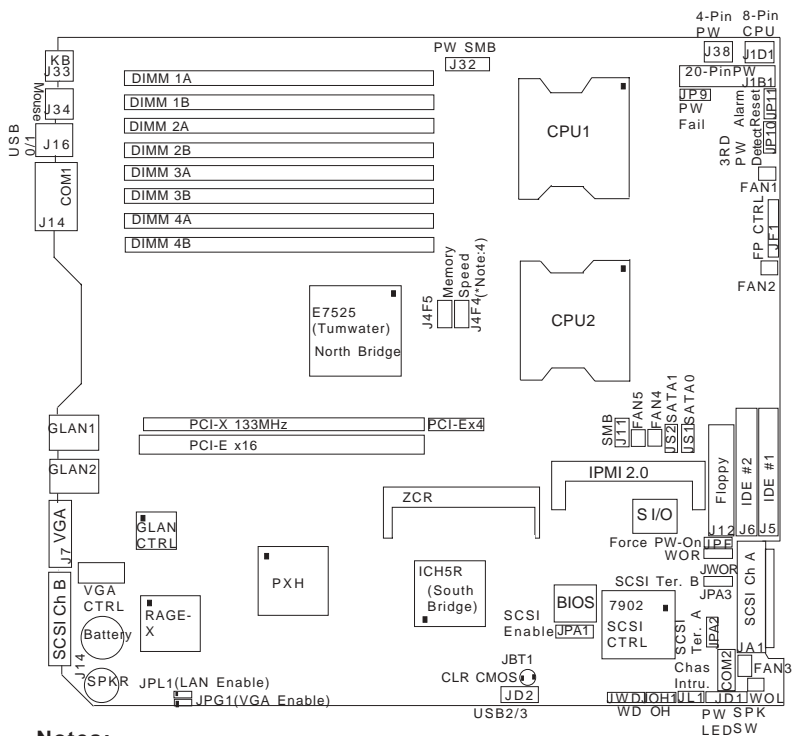 4-Pin 8-Pin
PW CPU
PW SMB
J32
J38
J1D1
20-PinPW
J1B1
JP9
PW
Fail
Alarm
Reset
JP11
3RD
PW
Detect
JP10
FAN1
FP CTRL
JF1
FAN2
KB
J33
Mouse
J34
USB
0/1
J16
COM1
J14
DIMM 1A
DIMM 1B
DIMM 2A
DIMM 2B
DIMM 3A
DIMM 3B
DIMM 4A
DIMM 4B
CPU1
CPU2
E7525
(Tumwater)
North Bridge
J4F5
Memory
Speed
J4F4
(*Note:4)
GLAN1
GLAN2
PCI-X 133MHz
PCI-Ex4
PCI-E x16
SMB
J11
FAN5
FAN4
JS2
SATA1
JS1
SATA0
IPMI 2.0
ZCR
S I/O
Floppy
J12
IDE #2
J6
IDE #1
J5
Force PW-On
JPF
WOR
JWOR
SCSI Ter. B
JPA3
SCSI Ch A
JA1
VGA
J7
GLAN
CTRL
VGA
CTRL
SCSI Ch B
J14
Battery
SPKR
RAGE-
X
PXH
ICH5R
(South
Bridge)
BIOS
7902
SCSI
CTRL
SCSI
Enable
JPA1
SCSI
Ter. A
JPA2
Chas
Intru.
COM2
FAN3
JPL1(LAN Enable)
JPG1(VGA Enable)
JBT1
CLR CMOS
JD2
USB2/3
JWD
JOH1
JL1
JD1
WOL
WD OH
PW SPK
LED SW
Notes: